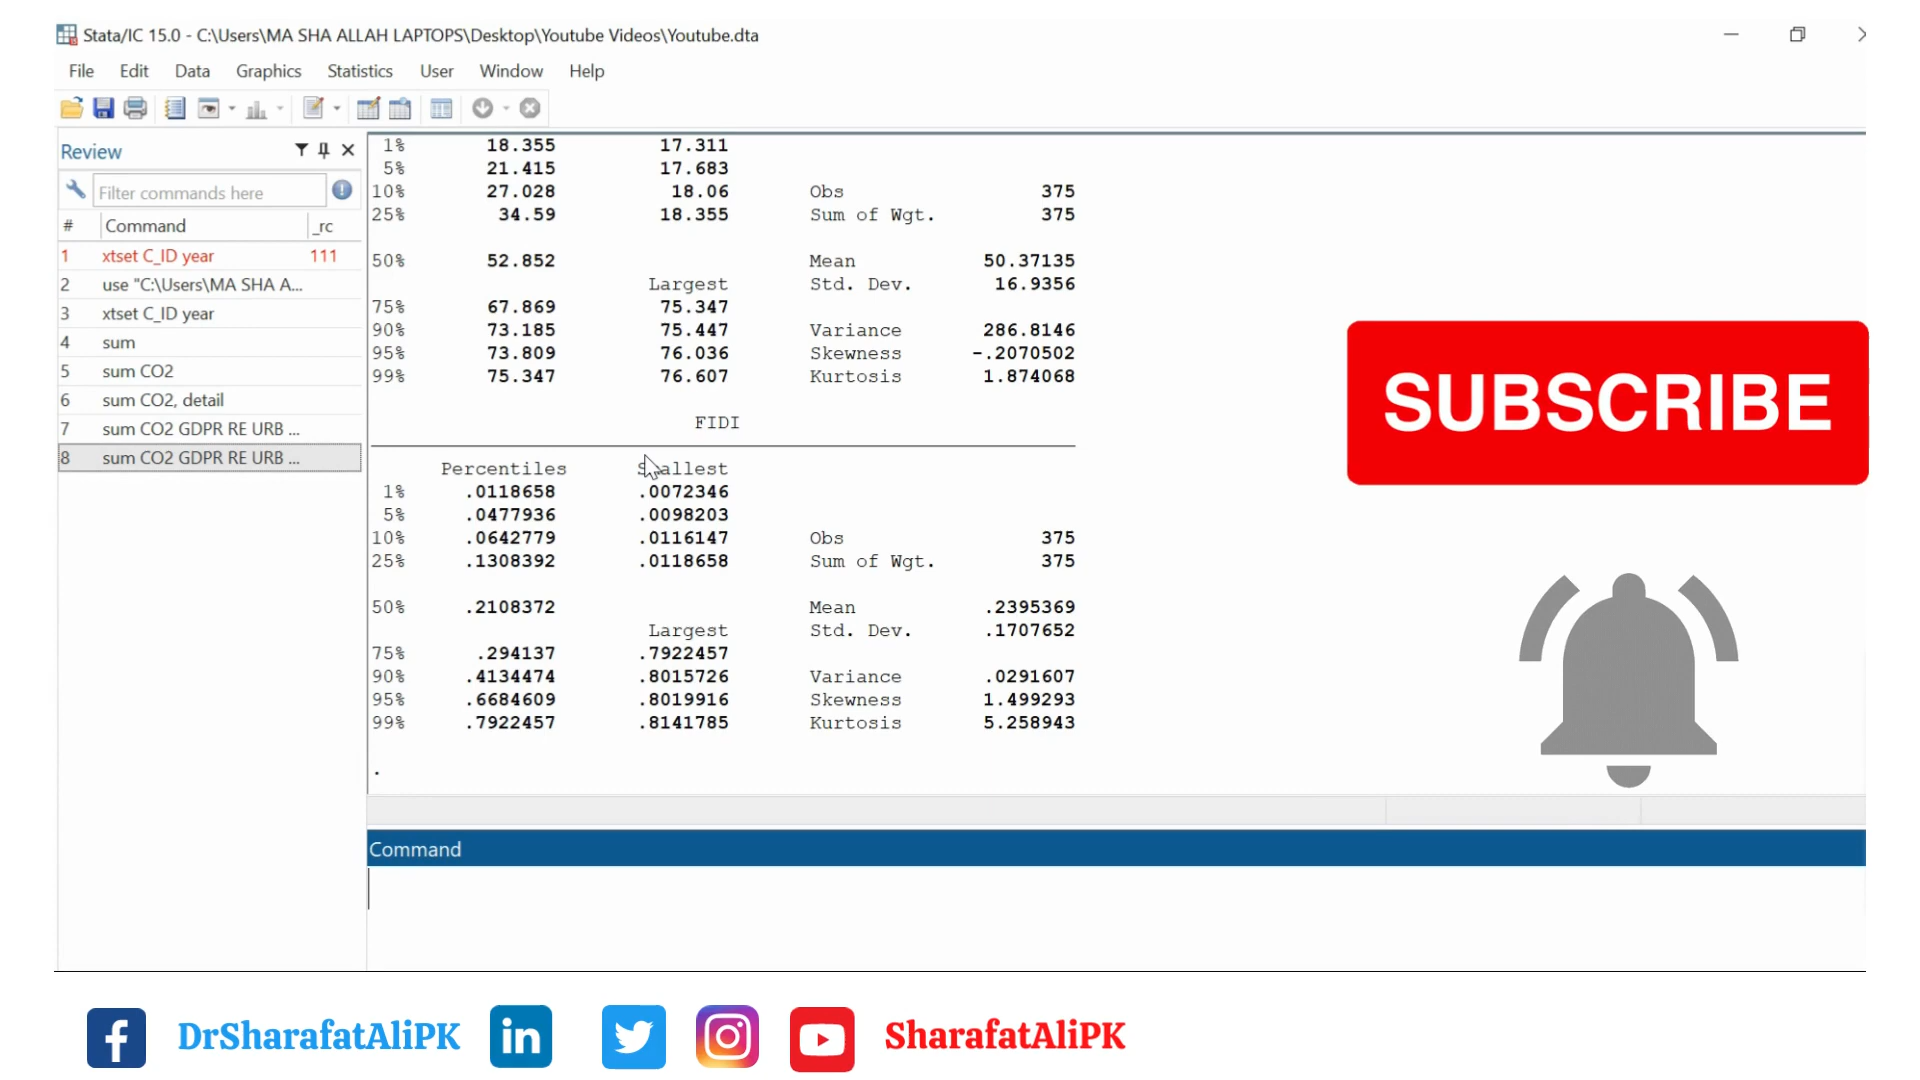 Stata/IC 15.0 - C:\Users\MA SHA ALLAH LAPTOPS\Desktop\Youtube Videos\Youtube.dta
File Edit Data Graphics Statistics User Window Help
Review
Filter commands here
# Command _rc
1 xtset C_ID year 111
2 use "C:\Users\MA SHA A...
3 xtset C_ID year
4 sum
5 sum CO2
6 sum CO2, detail
7 sum CO2 GDPR RE URB ...
8 sum CO2 GDPR RE URB ...
1% 18.355 17.311
5% 21.415 17.683
10% 27.028 18.06 Obs 375
25% 34.59 18.355 Sum of Wgt. 375
50% 52.852 Mean 50.37135
Largest Std. Dev. 16.9356
75% 67.869 75.347
90% 73.185 75.447 Variance 286.8146
95% 73.809 76.036 Skewness -.2070502
99% 75.347 76.607 Kurtosis 1.874068
FIDI
Percentiles Smallest
1% .0118658 .0072346
5% .0477936 .0098203
10% .0642779 .0116147 Obs 375
25% .1308392 .0118658 Sum of Wgt. 375
50% .2108372 Mean .2395369
Largest Std. Dev. .1707652
75% .294137 .7922457
90% .4134474 .8015726 Variance .0291607
95% .6684609 .8019916 Skewness 1.499293
99% .7922457 .8141785 Kurtosis 5.258943
.
Command
SUBSCRIBE
DrSharafatAliPK
in
SharafatAliPK